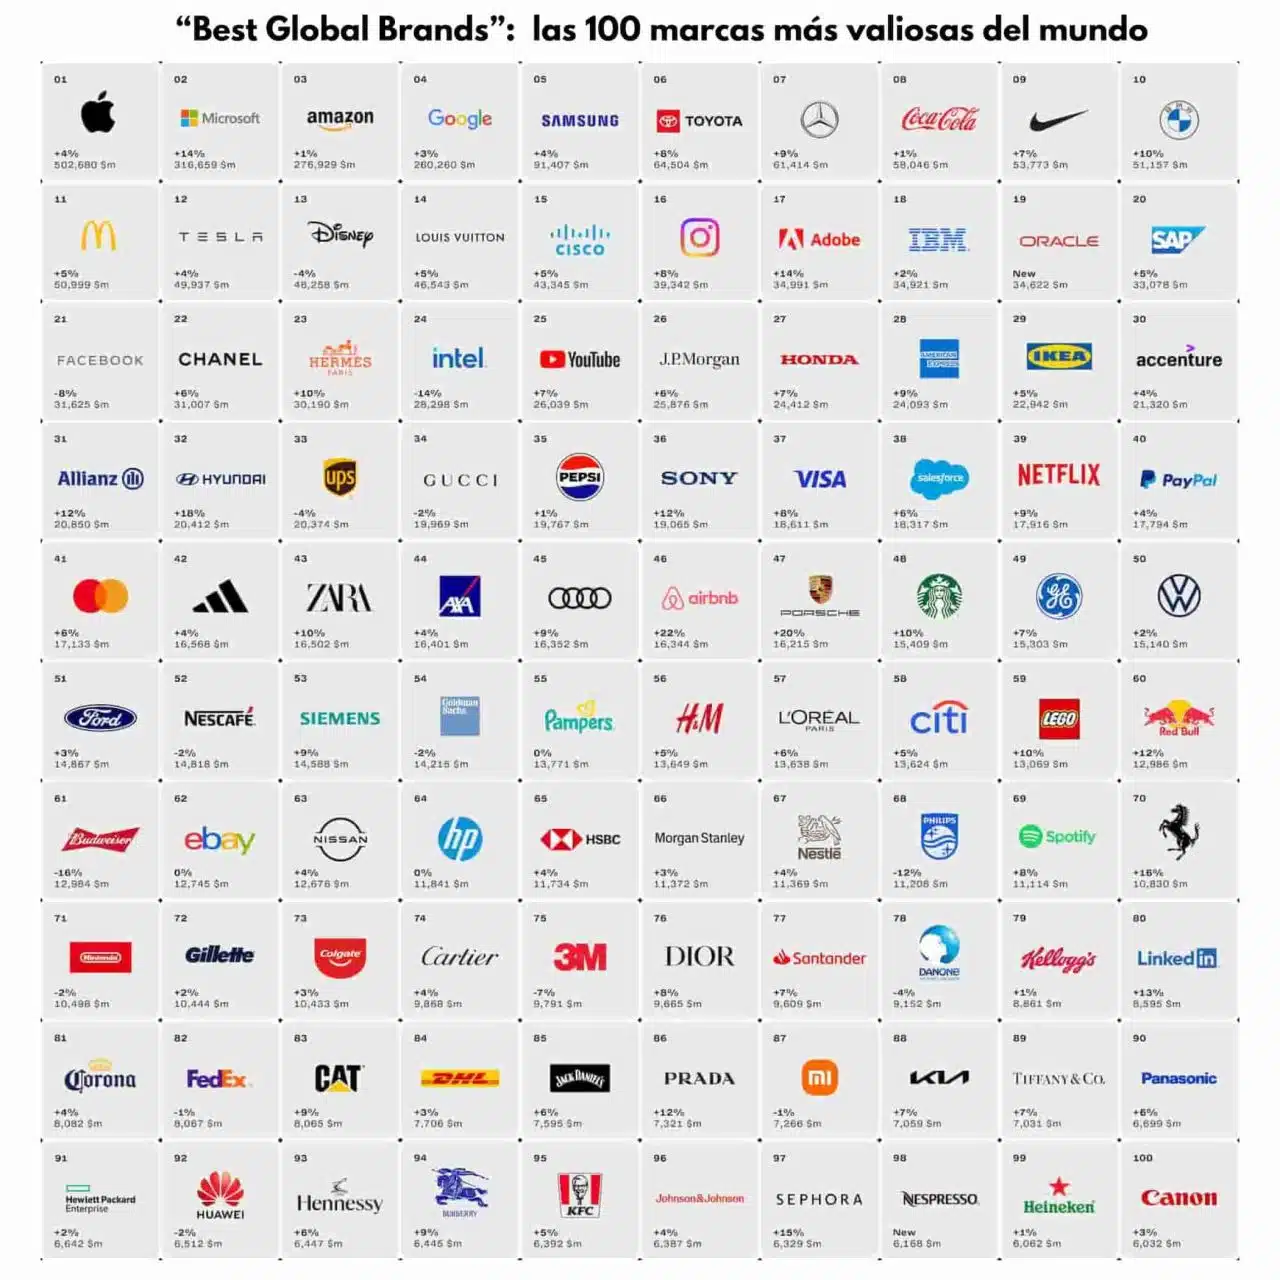 “Best Global Brands”: las 100 marcas más valiosas del mundo
01
+4%
502,680 $m
02
Microsoft
+14%
316,659 $m
03
amazon
+1%
276,929 $m
04
Google
+3%
260,260 $m
05
SAMSUNG
+4%
91,407 $m
06
TOYOTA
+8%
64,504 $m
07
+9%
61,414 $m
08
Coca-Cola
+1%
58,046 $m
09
+7%
53,773 $m
10
BMW
+10%
51,157 $m
11
+5%
50,999 $m
12
TESLA
+4%
49,937 $m
13
Disney
-4%
48,258 $m
14
LOUIS VUITTON
+5%
46,543 $m
15
CISCO
+5%
43,345 $m
16
+8%
39,342 $m
17
Adobe
+14%
34,991 $m
18
IBM
+2%
34,921 $m
19
ORACLE
New
34,622 $m
20
SAP
+5%
33,078 $m
21
FACEBOOK
-8%
31,625 $m
22
CHANEL
+6%
31,007 $m
23
HERMES
PARIS
+10%
30,190 $m
24
intel
-14%
28,298 $m
25
YouTube
+7%
26,039 $m
26
J.P.Morgan
+6%
25,876 $m
27
HONDA
+7%
24,412 $m
28
AMERICAN
EXPRESS
+9%
24,093 $m
29
IKEA
+5%
22,942 $m
30
accenture
+4%
21,320 $m
31
Allianz
+12%
20,850 $m
32
HYUNDAI
+18%
20,412 $m
33
ups
-4%
20,374 $m
34
GUCCI
-2%
19,969 $m
35
PEPSI
+1%
19,767 $m
36
SONY
+12%
19,065 $m
37
VISA
+8%
18,611 $m
38
salesforce
+6%
18,317 $m
39
NETFLIX
+9%
17,916 $m
40
PayPal
+4%
17,794 $m
41
+6%
17,133 $m
42
+4%
16,568 $m
43
ZARA
+10%
16,502 $m
44
AXA
+4%
16,401 $m
45
+9%
16,352 $m
46
airbnb
+22%
16,344 $m
47
PORSCHE
+20%
16,215 $m
48
+10%
15,409 $m
49
GE
+7%
15,303 $m
50
+2%
15,140 $m
51
Ford
+3%
14,867 $m
52
NESCAFÉ
-2%
14,818 $m
53
SIEMENS
+9%
14,588 $m
54
Goldman
Sachs
-2%
14,215 $m
55
Pampers
0%
13,771 $m
56
H&M
+5%
13,649 $m
57
L'ORÉAL
PARIS
+6%
13,638 $m
58
citi
+5%
13,624 $m
59
LEGO
+10%
13,069 $m
60
Red Bull
+12%
12,986 $m
61
Budweiser
-16%
12,984 $m
62
ebay
0%
12,745 $m
63
NISSAN
+4%
12,676 $m
64
hp
0%
11,841 $m
65
HSBC
+4%
11,734 $m
66
Morgan Stanley
+3%
11,372 $m
67
Nestlé
+4%
11,369 $m
68
PHILIPS
-12%
11,208 $m
69
Spotify
+8%
11,114 $m
70
+16%
10,830 $m
71
Nintendo
-2%
10,498 $m
72
Gillette
+2%
10,444 $m
73
Colgate
+3%
10,433 $m
74
Cartier
+4%
9,868 $m
75
3M
-7%
9,791 $m
76
DIOR
+8%
9,665 $m
77
Santander
+7%
9,609 $m
78
DANONE
-4%
9,152 $m
79
Kellogg's
+1%
8,861 $m
80
Linkedin
+13%
8,595 $m
81
Corona
+4%
8,082 $m
82
FedEx
-1%
8,067 $m
83
CAT
+9%
8,065 $m
84
DHL
+3%
7,706 $m
85
JACK DANIEL'S
+6%
7,595 $m
86
PRADA
+12%
7,321 $m
87
mi
-1%
7,266 $m
88
KIA
+7%
7,059 $m
89
TIFFANY & CO.
+7%
7,031 $m
90
Panasonic
+6%
6,699 $m
91
Hewlett Packard
Enterprise
+2%
6,642 $m
92
HUAWEI
-2%
6,512 $m
93
Hennessy
+6%
6,447 $m
94
BURBERRY
+9%
6,445 $m
95
KFC
+5%
6,392 $m
96
Johnson&Johnson
+4%
6,387 $m
97
SEPHORA
+15%
6,329 $m
98
NESPRESSO
New
6,168 $m
99
Heineken
+1%
6,062 $m
100
Canon
+3%
6,032 $m